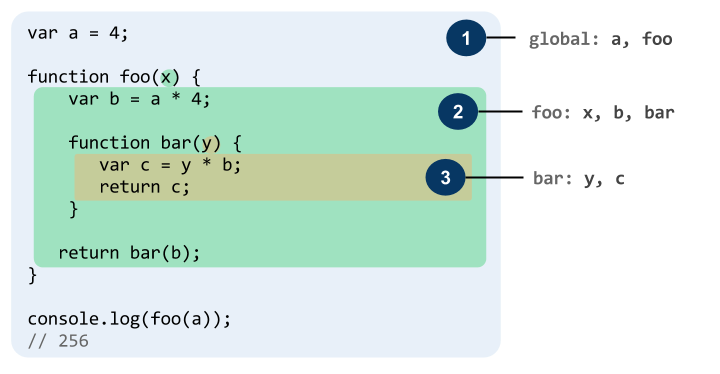 var a = 4;
1
global: a, foo
function foo(x) {
var b = a * 4;
2
foo: x, b, bar
function bar(y) {
var c = y * b;
3
bar: y, c
return c;
}
return bar(b);
}
console.log(foo(a));
// 256